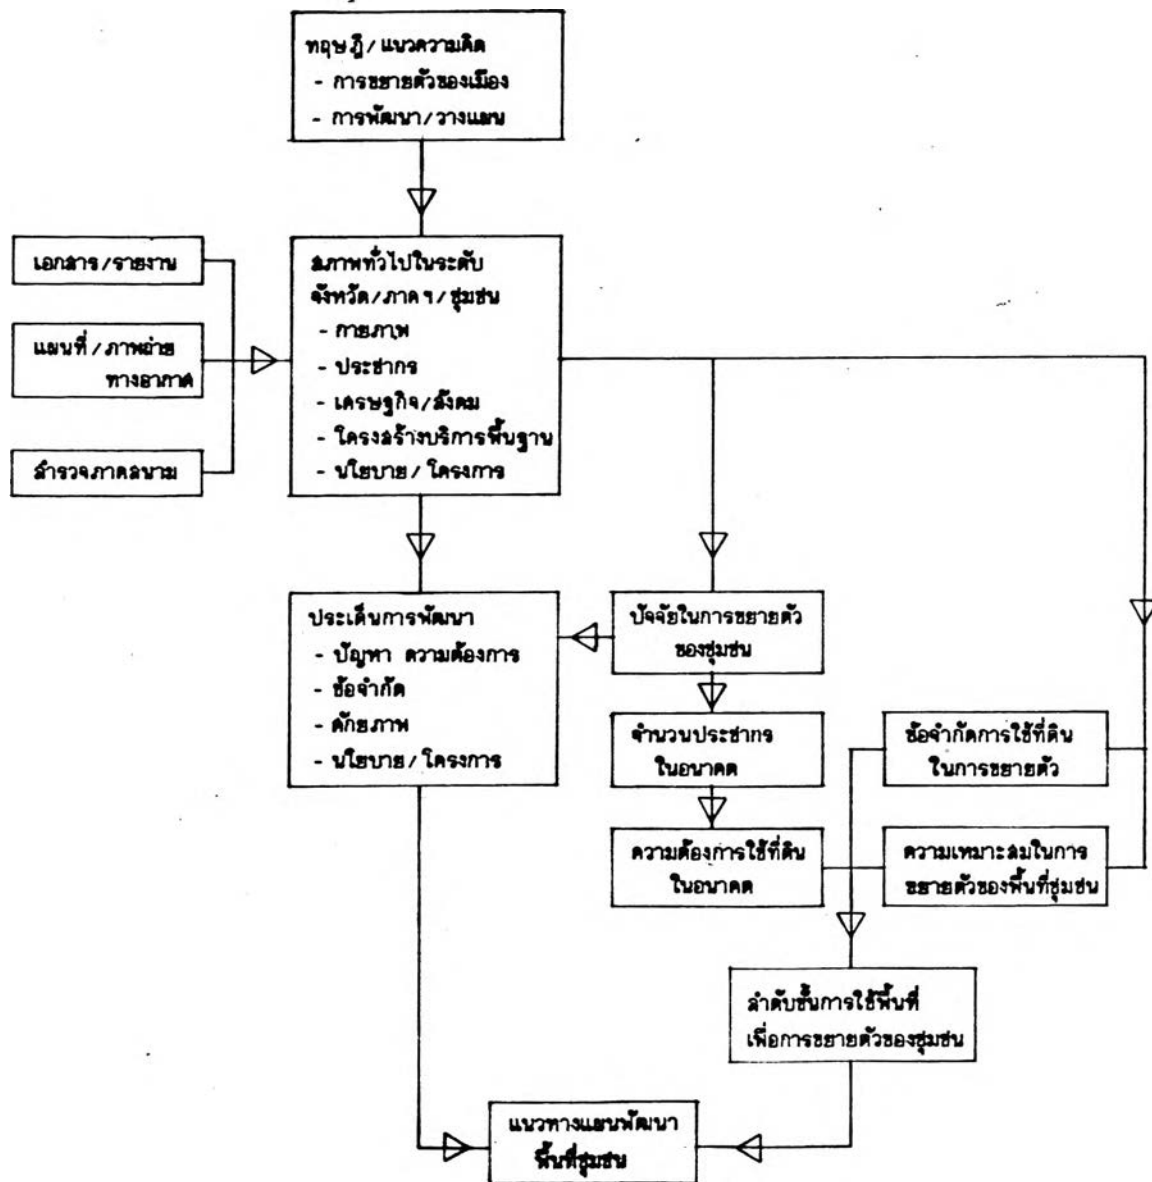 ทฤษฎี/แนวความคิด
- การขยายตัวของเมือง
- การพัฒนา/วางแผน
เอกสาร/รายงาน
แผนที่/ภาพถ่าย
ทางอากาศ
สำรวจภาคสนาม
สภาพทั่วไปในระดับ
จังหวัด/ภาคฯ/ชุมชน
- กายภาพ
- ประชากร
- เศรษฐกิจ/สังคม
- โครงสร้างบริการพื้นฐาน
- นโยบาย/โครงการ
ประเด็นการพัฒนา
- ปัญหา ความต้องการ
- ข้อจำกัด
- ศักยภาพ
- นโยบาย/โครงการ
ปัจจัยในการขยายตัว
ของชุมชน
จำนวนประชากร
ในอนาคต
ความต้องการใช้ที่ดิน
ในอนาคต
ข้อจำกัดการใช้ที่ดิน
ในการขยายตัว
ความเหมาะสมในการ
ขยายตัวของพื้นที่ชุมชน
ลำดับชั้นการใช้พื้นที่
เพื่อการขยายตัวของชุมชน
แนวทางแผนพัฒนา
พื้นที่ชุมชน